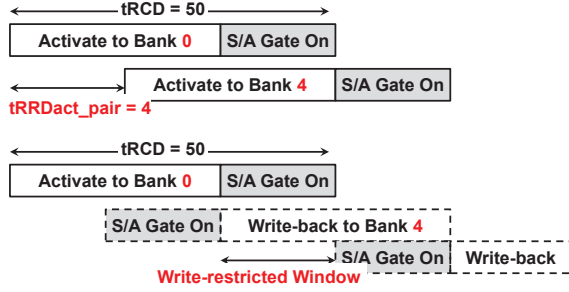 tRCD = 50
Activate to Bank 0 S/A Gate On
Activate to Bank 4 S/A Gate On
tRRDact_pair = 4
tRCD = 50
Activate to Bank 0 S/A Gate On
S/A Gate On Write-back to Bank 4
S/A Gate On Write-back
Write-restricted Window